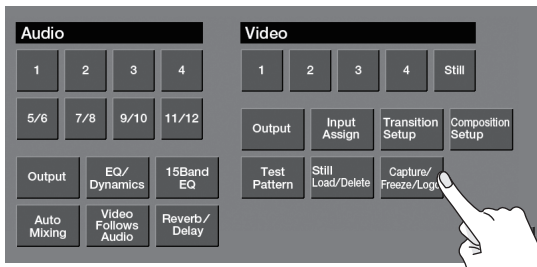 Audio
1
2
3
4
5/6
7/8
9/10
11/12
Output
EQ/
Dynamics
15Band
EQ
Auto
Mixing
Video
Follows
Audio
Reverb/
Delay
Video
1
2
3
4
Still
Output
Input
Assign
Transition
Setup
Composition
Setup
Test
Pattern
Still
Load/Delete
Capture/
Freeze/Logo